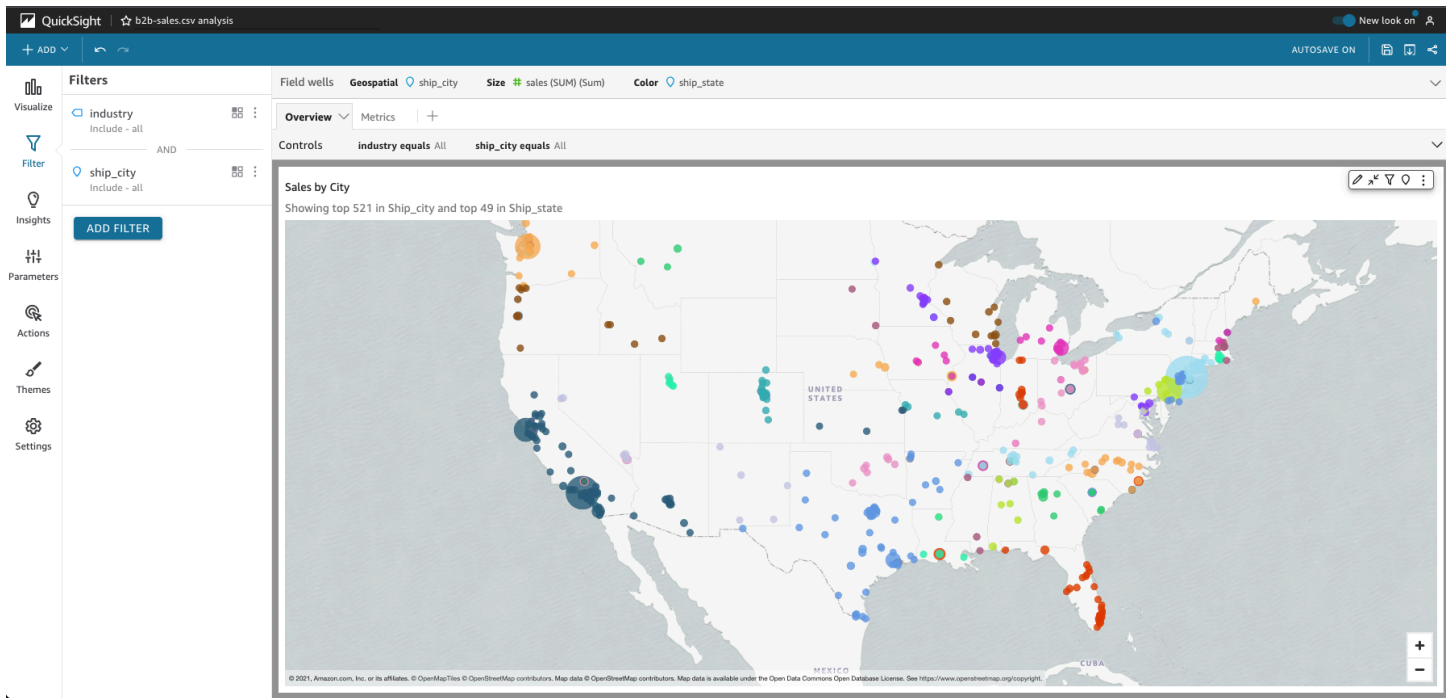 QuickSight b2b-sales.csv analysis New look on
+ ADD AUTOSAVE ON
Visualize
Filter
Insights
Parameters
Actions
Themes
Settings
Filters
industry
Include - all
AND
ship_city
Include - all
ADD FILTER
Field wells Geospatial ship_city Size # sales (SUM) (Sum) Color ship_state
Overview Metrics +
Controls industry equals All ship_city equals All
Sales by City
Showing top 521 in Ship_city and top 49 in Ship_state
UNITED
STATES
MEXICO
CUBA
+
−
© 2021, Amazon.com, Inc. or its affiliates. © OpenMapTiles © OpenStreetMap contributors. Map data © OpenStreetMap contributors. Map data is available under the Open Data Commons Open Database License. See https://www.openstreetmap.org/copyright.